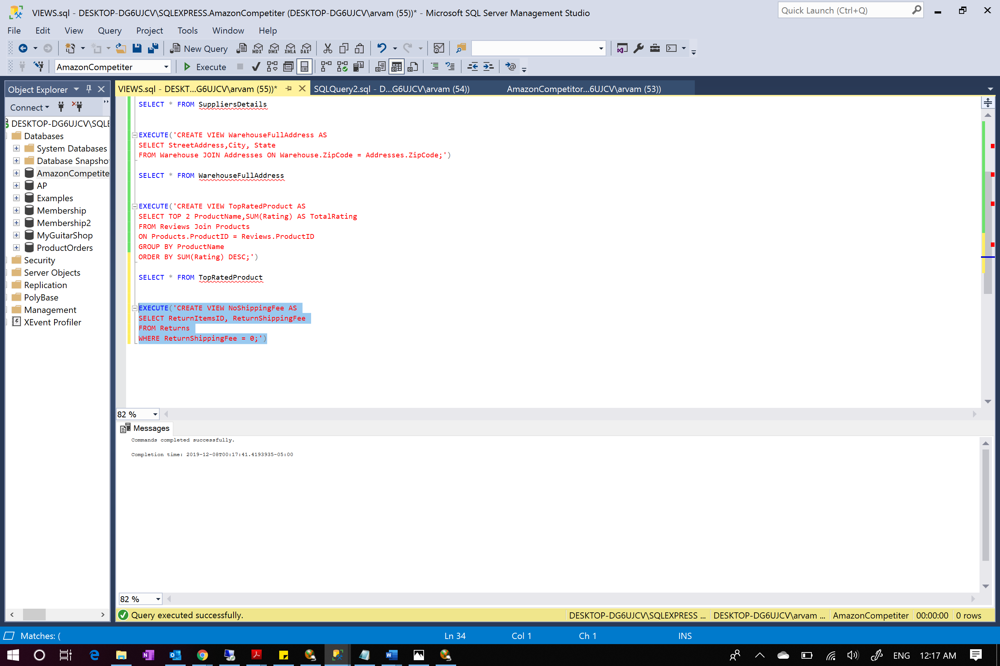 VIEWS.sql - DESKTOP-DG6UJCV\SQLEXPRESS.AmazonCompetiter (DESKTOP-DG6UJCV\arvam (55))* - Microsoft SQL Server Management Studio
Quick Launch (Ctrl+Q)
File Edit View Query Project Tools Window Help
New Query MDX DMX XMLA DAX
AmazonCompetiter Execute
Object Explorer
VIEWS.sql - DESKT...G6UJCV\arvam (55))* SQLQuery2.sql - D...G6UJCV\arvam (54)) AmazonCompetitor...6UJCV\arvam (53))
Connect
DESKTOP-DG6UJCV\SQLE
Databases
System Databases
Database Snapsho
AmazonCompetite
AP
Examples
Membership
Membership2
MyGuitarShop
ProductOrders
Security
Server Objects
Replication
PolyBase
Management
XEvent Profiler
SELECT * FROM SuppliersDetails
EXECUTE('CREATE VIEW WarehouseFullAddress AS
SELECT StreetAddress,City, State
FROM Warehouse JOIN Addresses ON Warehouse.ZipCode = Addresses.ZipCode;')
SELECT * FROM WarehouseFullAddress
EXECUTE('CREATE VIEW TopRatedProduct AS
SELECT TOP 2 ProductName,SUM(Rating) AS TotalRating
FROM Reviews Join Products
ON Products.ProductID = Reviews.ProductID
GROUP BY ProductName
ORDER BY SUM(Rating) DESC;')
SELECT * FROM TopRatedProduct
EXECUTE('CREATE VIEW NoShippingFee AS
SELECT ReturnItemsID, ReturnShippingFee
FROM Returns
WHERE ReturnShippingFee = 0;')
82 %
Messages
Commands completed successfully.
Completion time: 2019-12-08T00:17:41.4193935-05:00
82 %
Query executed successfully. DESKTOP-DG6UJCV\SQLEXPRESS ... DESKTOP-DG6UJCV\arvam ... AmazonCompetiter 00:00:00 0 rows
Matches: ( Ln 34 Col 1 Ch 1 INS
ENG 12:17 AM